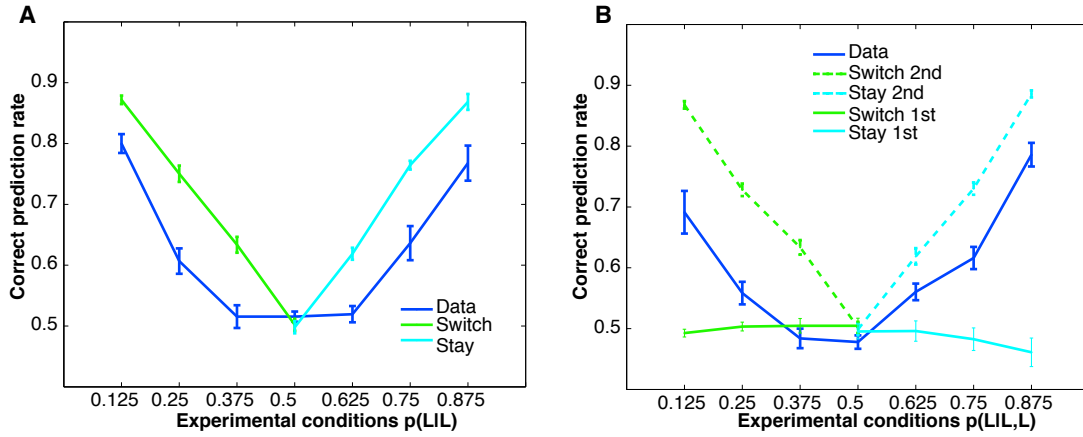 A
Correct prediction rate
0.9
0.8
0.7
0.6
0.5
Data
Switch
Stay
0.125 0.25 0.375 0.5 0.625 0.75 0.875
Experimental conditions p(L|L)
B
Correct prediction rate
0.9
0.8
0.7
0.6
0.5
Data
Switch 2nd
Stay 2nd
Switch 1st
Stay 1st
0.125 0.25 0.375 0.5 0.625 0.75 0.875
Experimental conditions p(L|L,L)